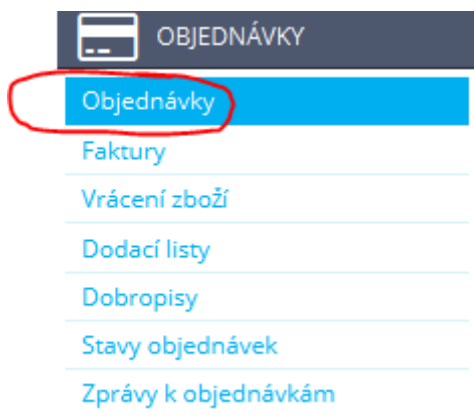 OBJEDNÁVKY
Objednávky
Faktury
Vrácení zboží
Dodací listy
Dobropisy
Stavy objednávek
Zprávy k objednávkám